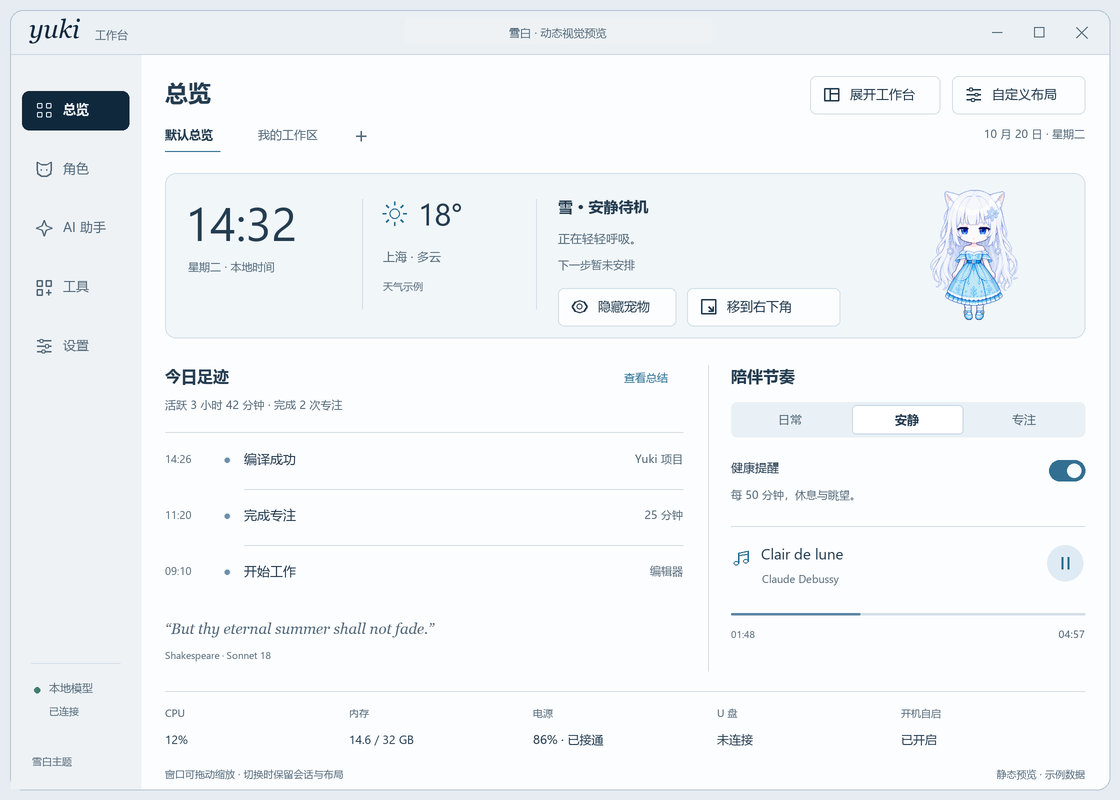 yuki 工作台
雪白 · 动态视觉预览
总览
角色
AI 助手
工具
设置
本地模型
已连接
雪白主题
总览
展开工作台
自定义布局
默认总览
我的工作区
10 月 20 日 · 星期二
14:32
星期二 · 本地时间
18°
上海 · 多云
天气示例
雪 · 安静待机
正在轻轻呼吸。
下一步暂未安排
隐藏宠物
移到右下角
今日足迹
查看总结
活跃 3 小时 42 分钟 · 完成 2 次专注
14:26 编译成功 Yuki 项目
11:20 完成专注 25 分钟
09:10 开始工作 编辑器
“But thy eternal summer shall not fade.”
Shakespeare · Sonnet 18
陪伴节奏
日常 安静 专注
健康提醒
每 50 分钟，休息与眺望。
Clair de lune
Claude Debussy
01:48 04:57
CPU 内存 电源 U 盘 开机自启
12% 14.6 / 32 GB 86% · 已接通 未连接 已开启
窗口可拖动缩放 · 切换时保留会话与布局
静态预览 · 示例数据